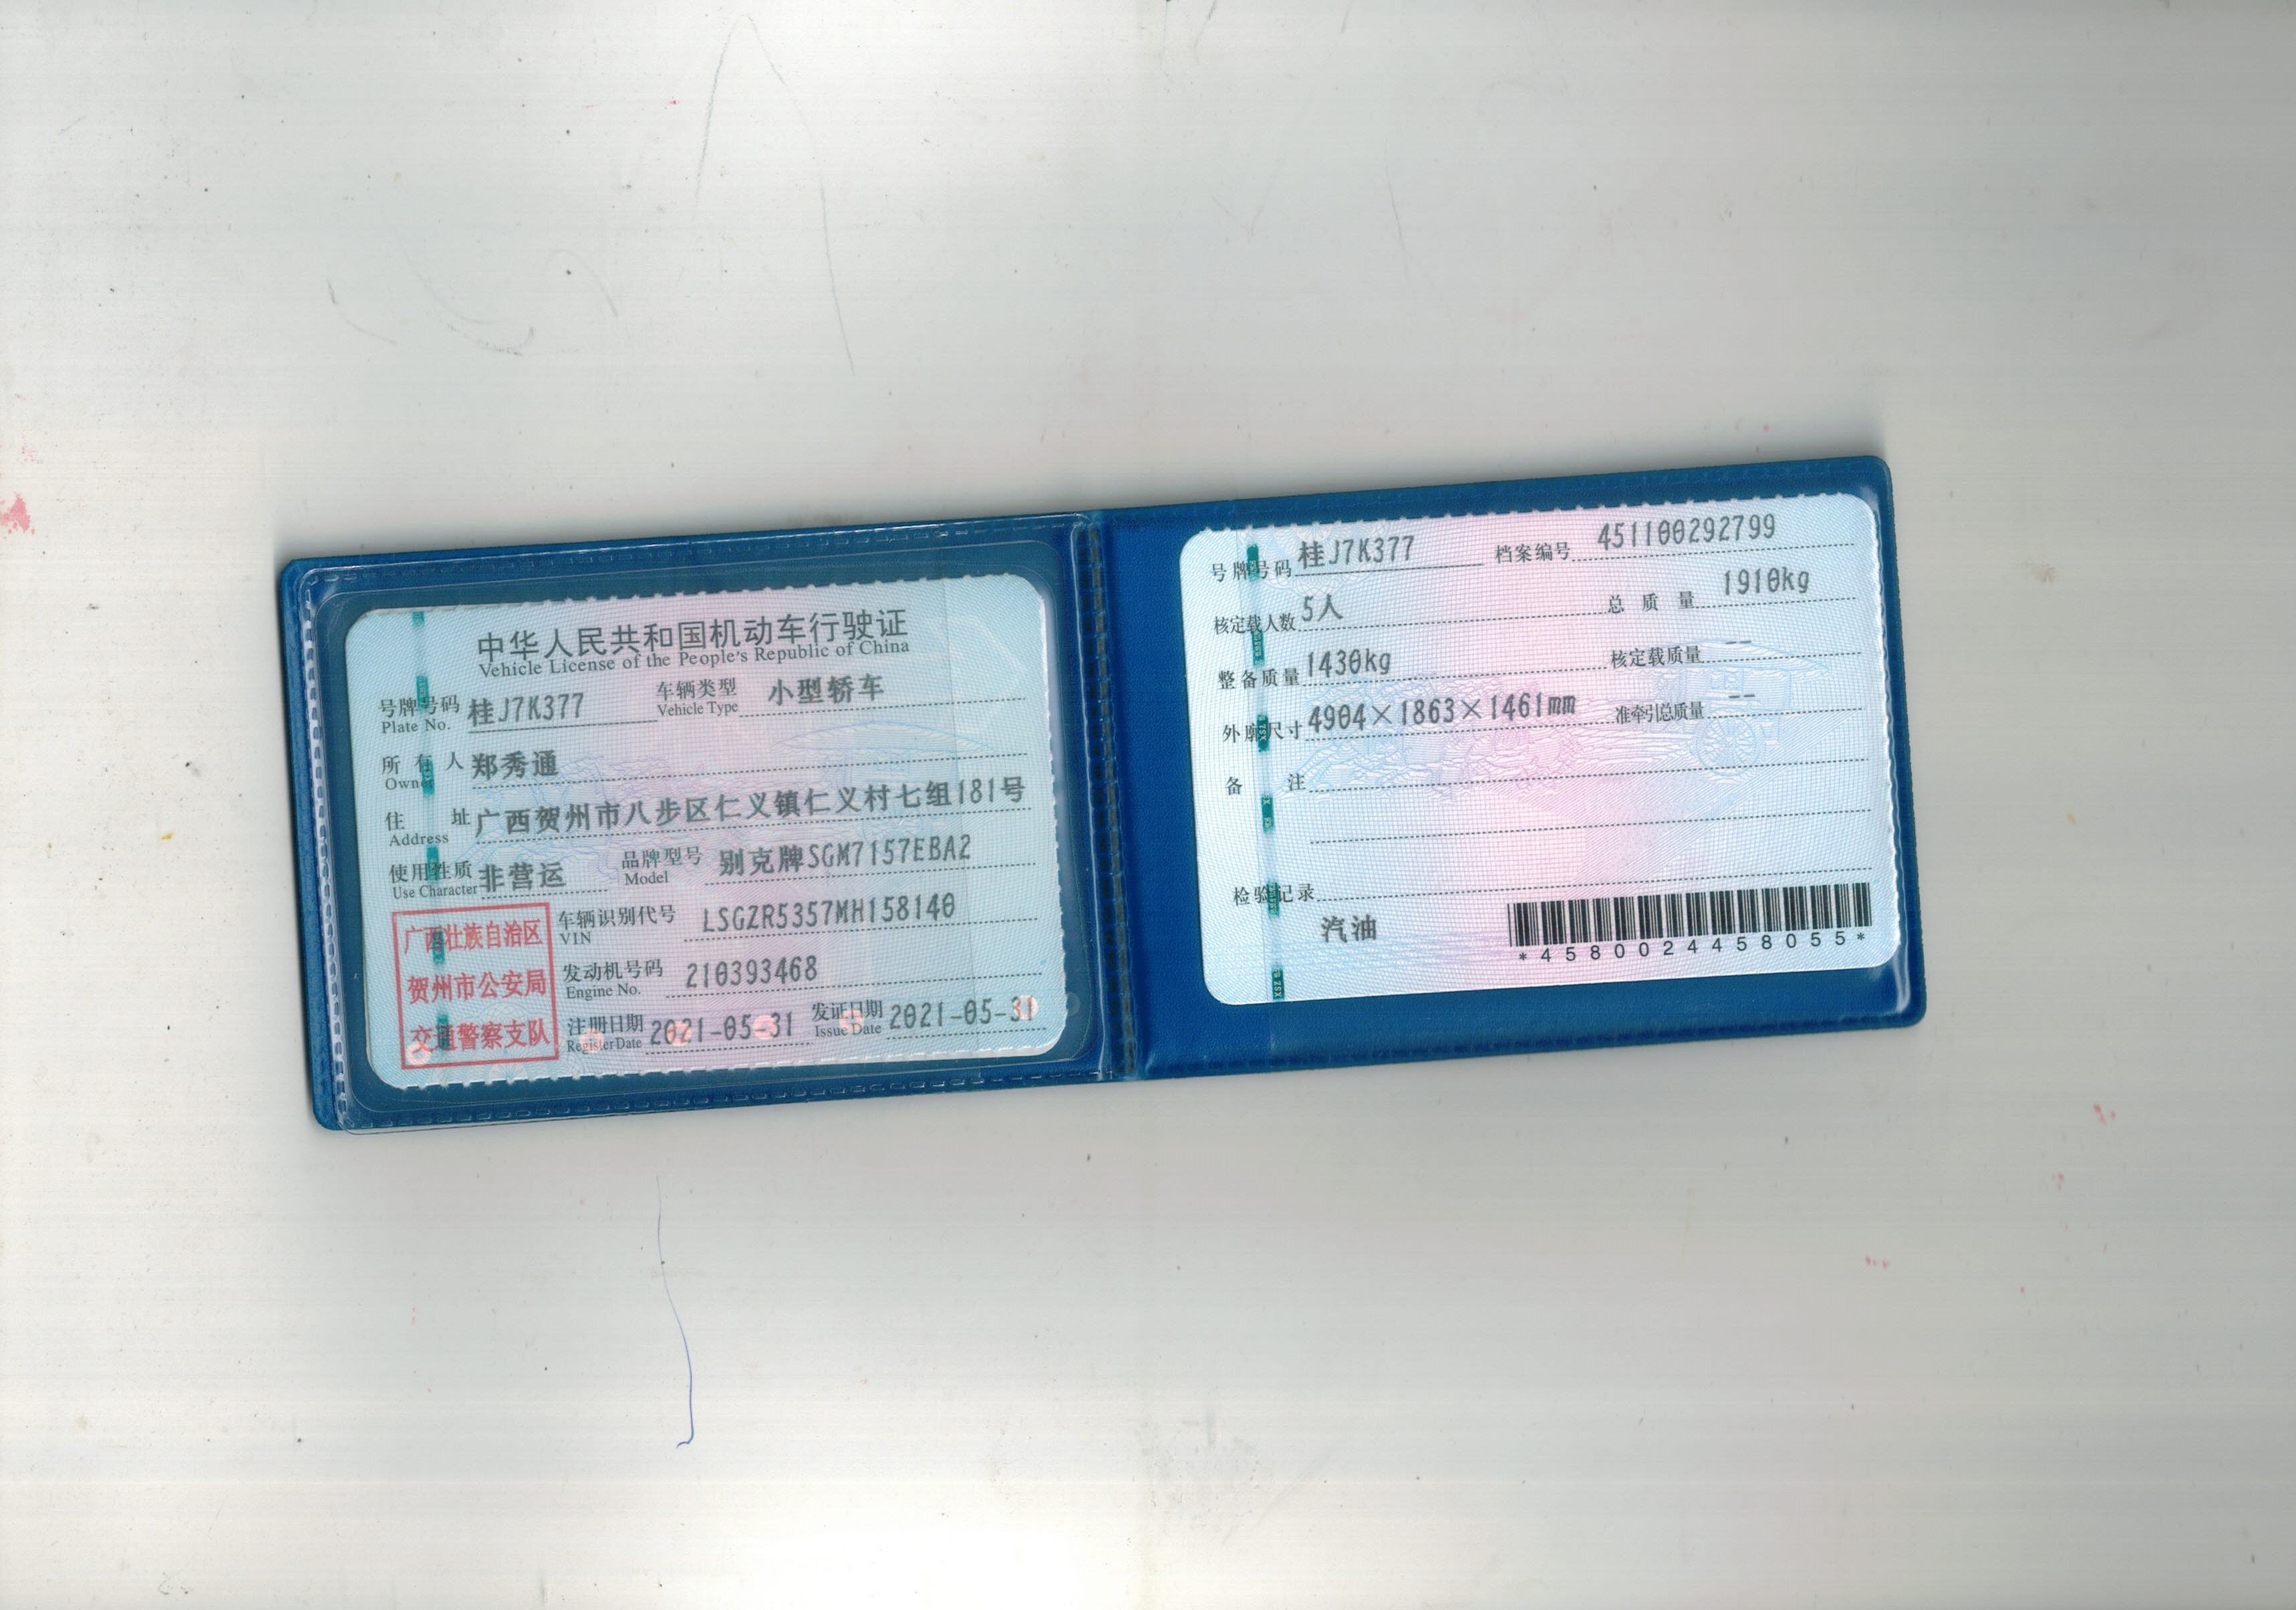 中华人民共和国机动车行驶证
Vehicle License of the People's Republic of China
号牌号码 桂J7K377 车辆类型 小型轿车
Plate No. Vehicle Type
所有人 郑秀通
Owner
住址 广西贺州市八步区仁义镇仁义村七组181号
Address
使用性质 非营运 品牌型号 别克牌SGM7157EBA2
Use Character Model
广西壮族自治区
贺州市公安局
交通警察支队
车辆识别代号 LSGZR5357MH158140
VIN
发动机号码 210393468
Engine No.
注册日期 2021-05-31 发证日期 2021-05-31
Register Date Issue Date
号牌号码 桂J7K377 档案编号 451100292799
核定载人数 5人 总质量 1910kg
整备质量 1430kg 核定载质量 --
外廓尺寸 4904×1863×1461mm 准牵引总质量 --
备注
检验记录
汽油
*4580024458055*